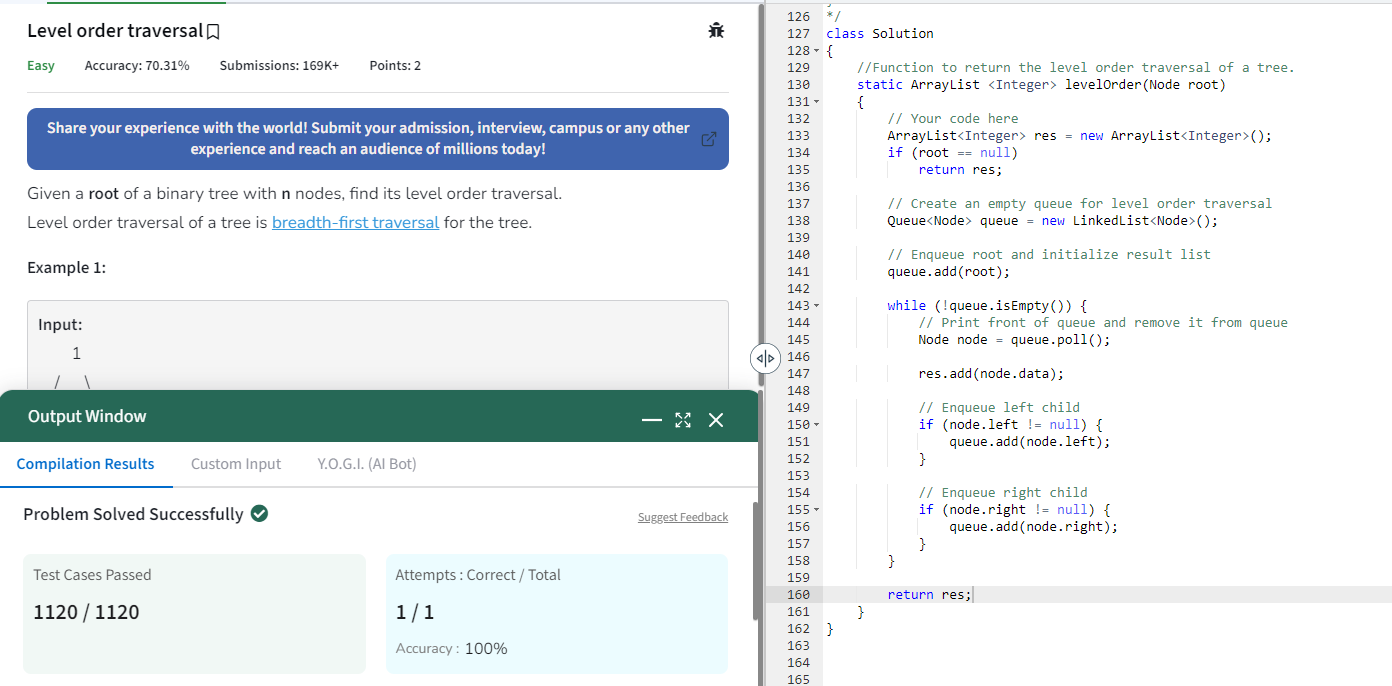 Level order traversal
Easy Accuracy: 70.31% Submissions: 169K+ Points: 2
Share your experience with the world! Submit your admission, interview, campus or any other
experience and reach an audience of millions today!
Given a root of a binary tree with n nodes, find its level order traversal.
Level order traversal of a tree is breadth-first traversal for the tree.
Example 1:
Input:
1
/ \
Output Window
Compilation Results Custom Input Y.O.G.I. (AI Bot)
Problem Solved Successfully
Suggest Feedback
Test Cases Passed
1120 / 1120
Attempts : Correct / Total
1 / 1
Accuracy : 100%
126 */
127 class Solution
128 {
129 //Function to return the level order traversal of a tree.
130 static ArrayList <Integer> levelOrder(Node root)
131 {
132 // Your code here
133 ArrayList<Integer> res = new ArrayList<Integer>();
134 if (root == null)
135 return res;
136
137 // Create an empty queue for level order traversal
138 Queue<Node> queue = new LinkedList<Node>();
139
140 // Enqueue root and initialize result list
141 queue.add(root);
142
143 while (!queue.isEmpty()) {
144 // Print front of queue and remove it from queue
145 Node node = queue.poll();
146
147 res.add(node.data);
148
149 // Enqueue left child
150 if (node.left != null) {
151 queue.add(node.left);
152 }
153
154 // Enqueue right child
155 if (node.right != null) {
156 queue.add(node.right);
157 }
158 }
159
160 return res;
161 }
162 }
163
164
165